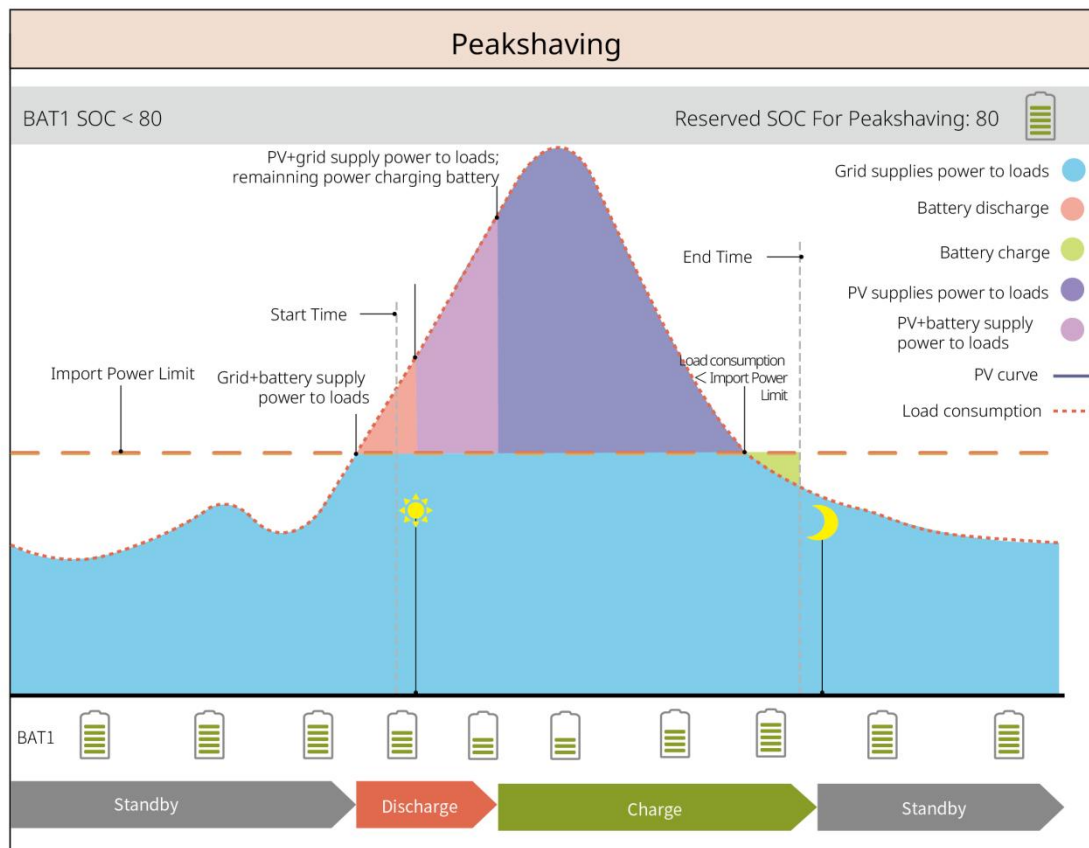 Peakshaving
BAT1 SOC < 80
Reserved SOC For Peakshaving: 80
PV+grid supply power to loads;
remainning power charging battery
Grid supplies power to loads
Battery discharge
Battery charge
PV supplies power to loads
PV+battery supply
power to loads
PV curve
Load consumption
End Time
Start Time
Import Power Limit
Grid+battery supply
power to loads
Load consumption
< Import Power
Limit
BAT1
Standby
Discharge
Charge
Standby